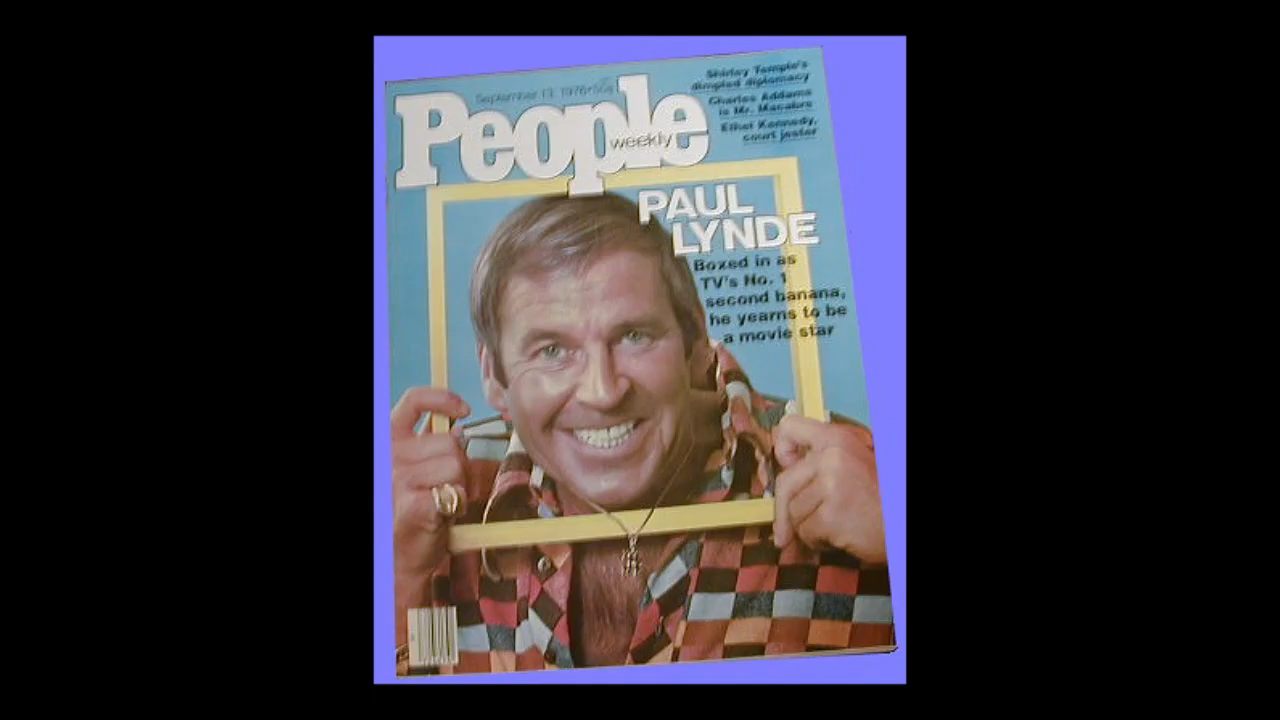 September 13, 1976 • 50¢
People
weekly
Shirley Temple's
dimpled diplomacy
Charles Addams
is Mr. Macabre
Ethel Kennedy,
court jester
PAUL
LYNDE
Boxed in as
TV's No. 1
second banana,
he yearns to be
a movie star